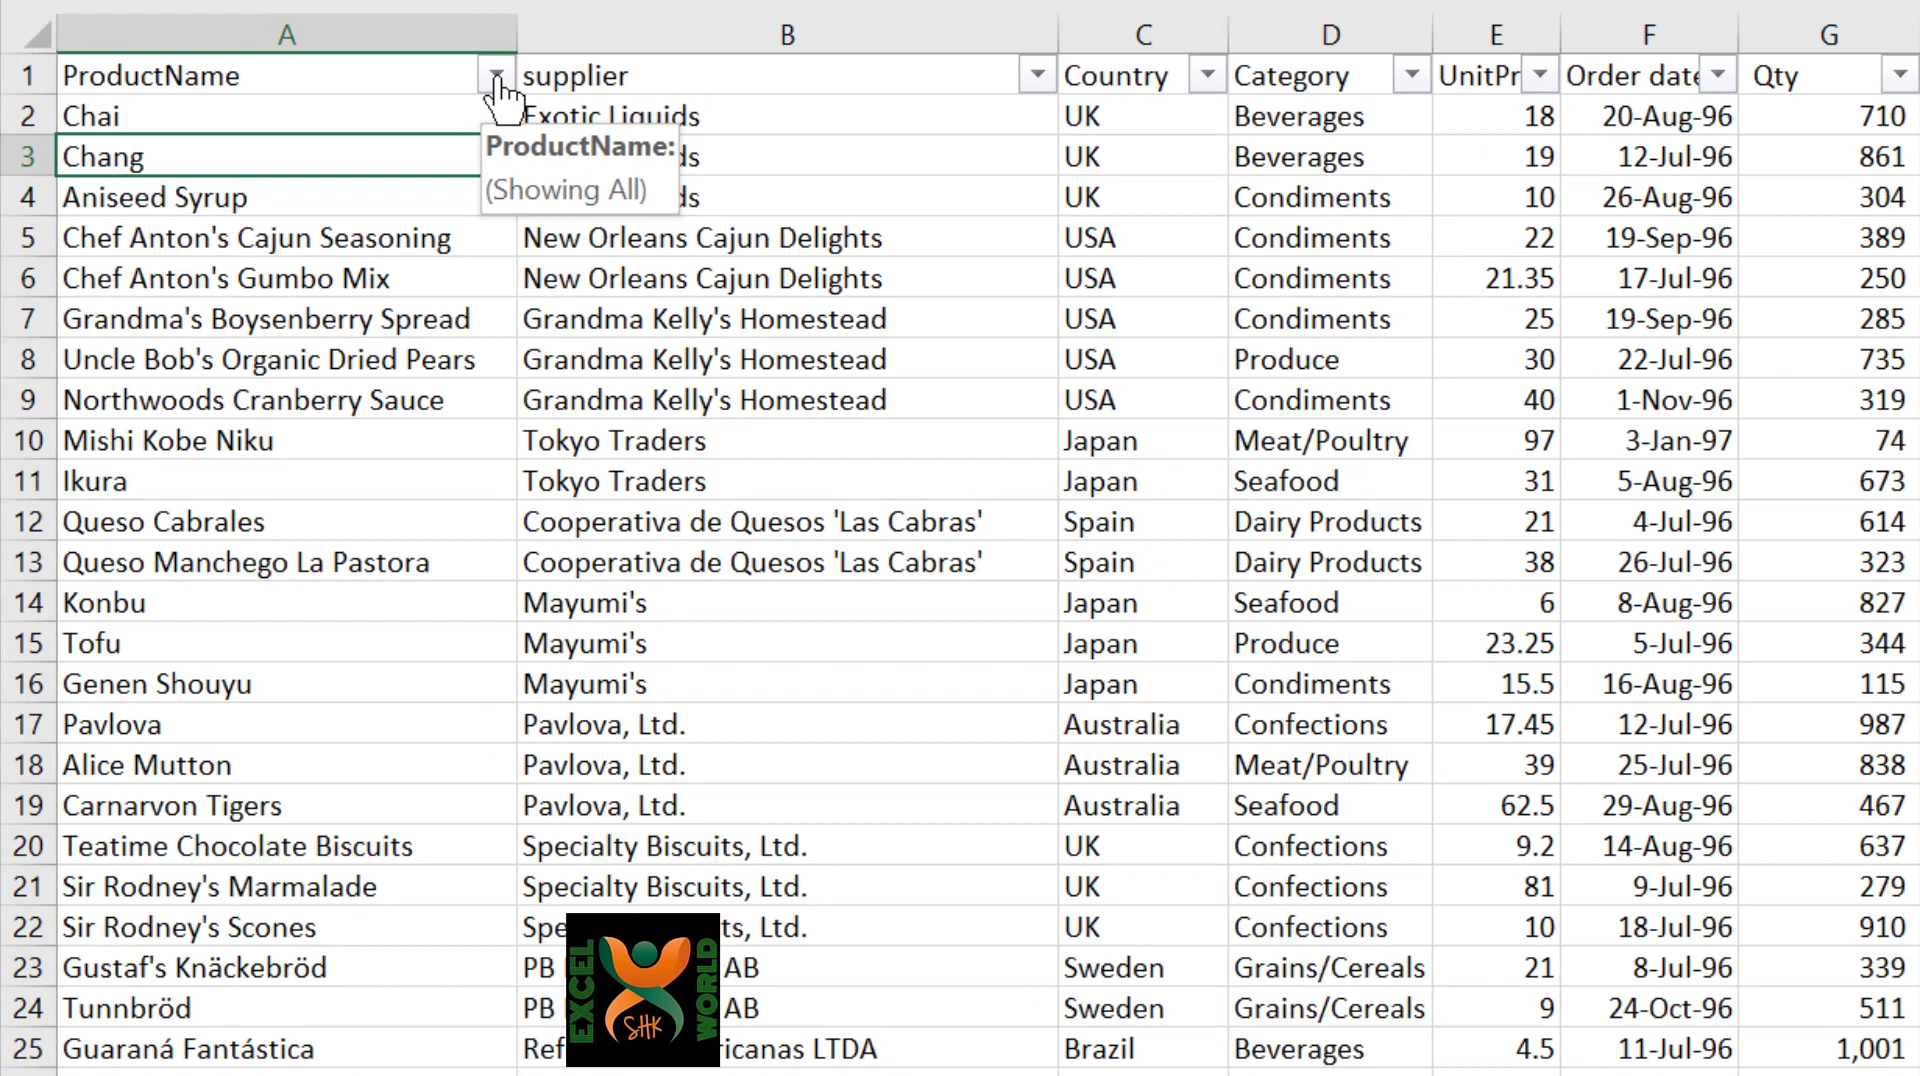 A B C D E F G
1 ProductName supplier Country Category UnitPr Order date Qty
2 Chai Exotic Liquids UK Beverages 18 20-Aug-96 710
ProductName:
3 Chang ds UK Beverages 19 12-Jul-96 861
(Showing All)
4 Aniseed Syrup ds UK Condiments 10 26-Aug-96 304
5 Chef Anton's Cajun Seasoning New Orleans Cajun Delights USA Condiments 22 19-Sep-96 389
6 Chef Anton's Gumbo Mix New Orleans Cajun Delights USA Condiments 21.35 17-Jul-96 250
7 Grandma's Boysenberry Spread Grandma Kelly's Homestead USA Condiments 25 19-Sep-96 285
8 Uncle Bob's Organic Dried Pears Grandma Kelly's Homestead USA Produce 30 22-Jul-96 735
9 Northwoods Cranberry Sauce Grandma Kelly's Homestead USA Condiments 40 1-Nov-96 319
10 Mishi Kobe Niku Tokyo Traders Japan Meat/Poultry 97 3-Jan-97 74
11 Ikura Tokyo Traders Japan Seafood 31 5-Aug-96 673
12 Queso Cabrales Cooperativa de Quesos 'Las Cabras' Spain Dairy Products 21 4-Jul-96 614
13 Queso Manchego La Pastora Cooperativa de Quesos 'Las Cabras' Spain Dairy Products 38 26-Jul-96 323
14 Konbu Mayumi's Japan Seafood 6 8-Aug-96 827
15 Tofu Mayumi's Japan Produce 23.25 5-Jul-96 344
16 Genen Shouyu Mayumi's Japan Condiments 15.5 16-Aug-96 115
17 Pavlova Pavlova, Ltd. Australia Confections 17.45 12-Jul-96 987
18 Alice Mutton Pavlova, Ltd. Australia Meat/Poultry 39 25-Jul-96 838
19 Carnarvon Tigers Pavlova, Ltd. Australia Seafood 62.5 29-Aug-96 467
20 Teatime Chocolate Biscuits Specialty Biscuits, Ltd. UK Confections 9.2 14-Aug-96 637
21 Sir Rodney's Marmalade Specialty Biscuits, Ltd. UK Confections 81 9-Jul-96 279
22 Sir Rodney's Scones Spe ts, Ltd. UK Confections 10 18-Jul-96 910
23 Gustaf's Knäckebröd PB AB Sweden Grains/Cereals 21 8-Jul-96 339
24 Tunnbröd PB AB Sweden Grains/Cereals 9 24-Oct-96 511
25 Guaraná Fantástica Ref ricanas LTDA Brazil Beverages 4.5 11-Jul-96 1,001
EXCEL
SHK
WORLD